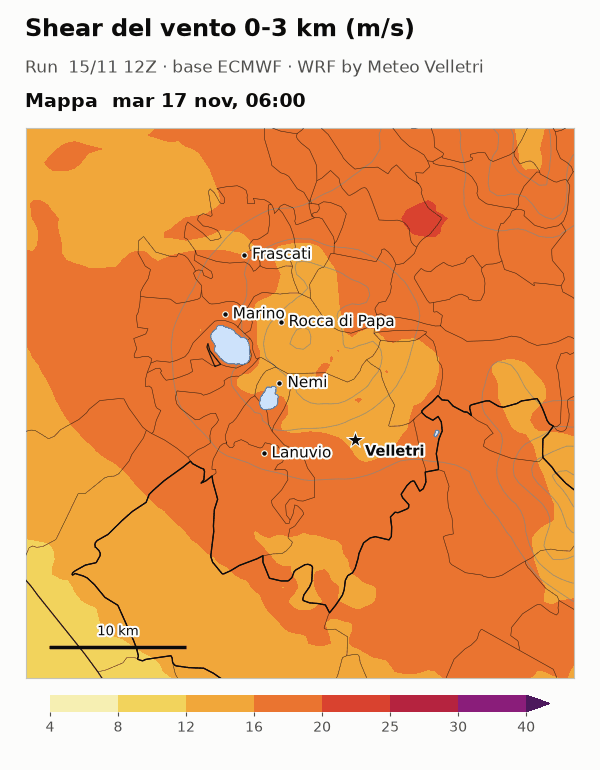 Shear del vento 0-3 km (m/s)
Run  15/11 12Z · base ECMWF · WRF by Meteo Velletri
Mappa  mar 17 nov, 06:00
Frascati
Marino
Rocca di Papa
Nemi
Velletri
Lanuvio
10 km
4 8 12 16 20 25 30 40